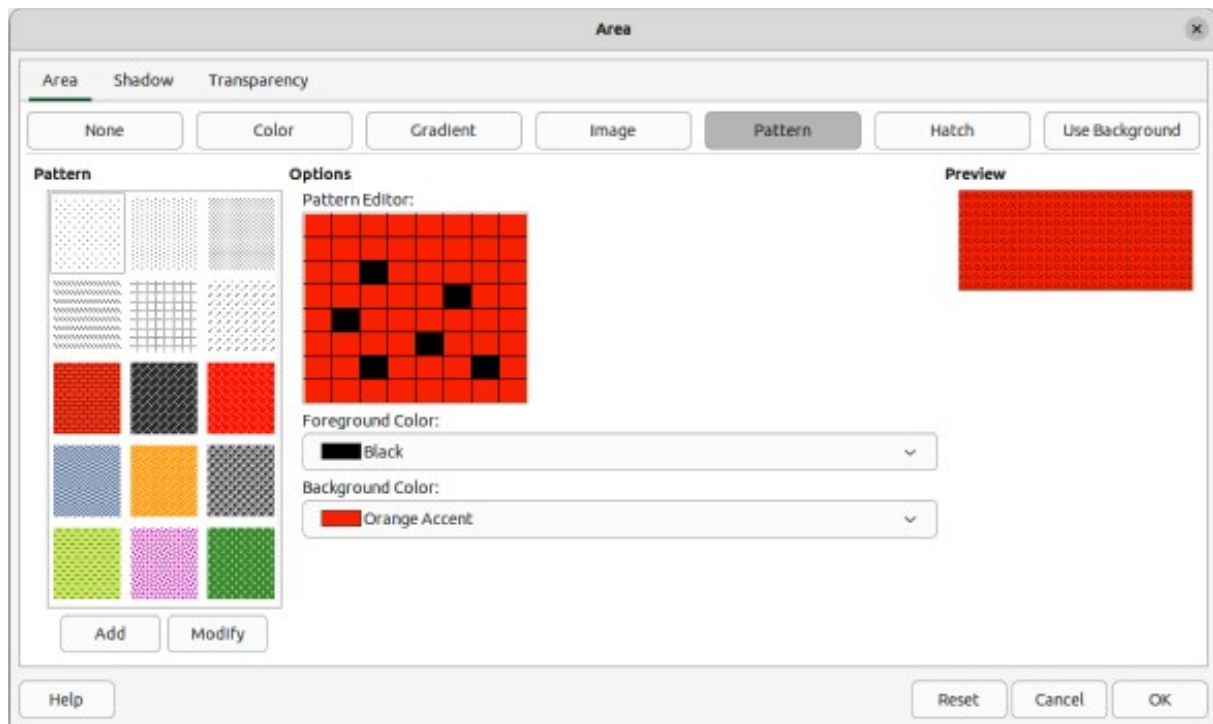 Area
Area Shadow Transparency
None Color Gradient Image Pattern Hatch Use Background
Pattern Options Preview
Pattern Editor:
Foreground Color:
Black
Background Color:
Orange Accent
Add Modify
Help Reset Cancel OK